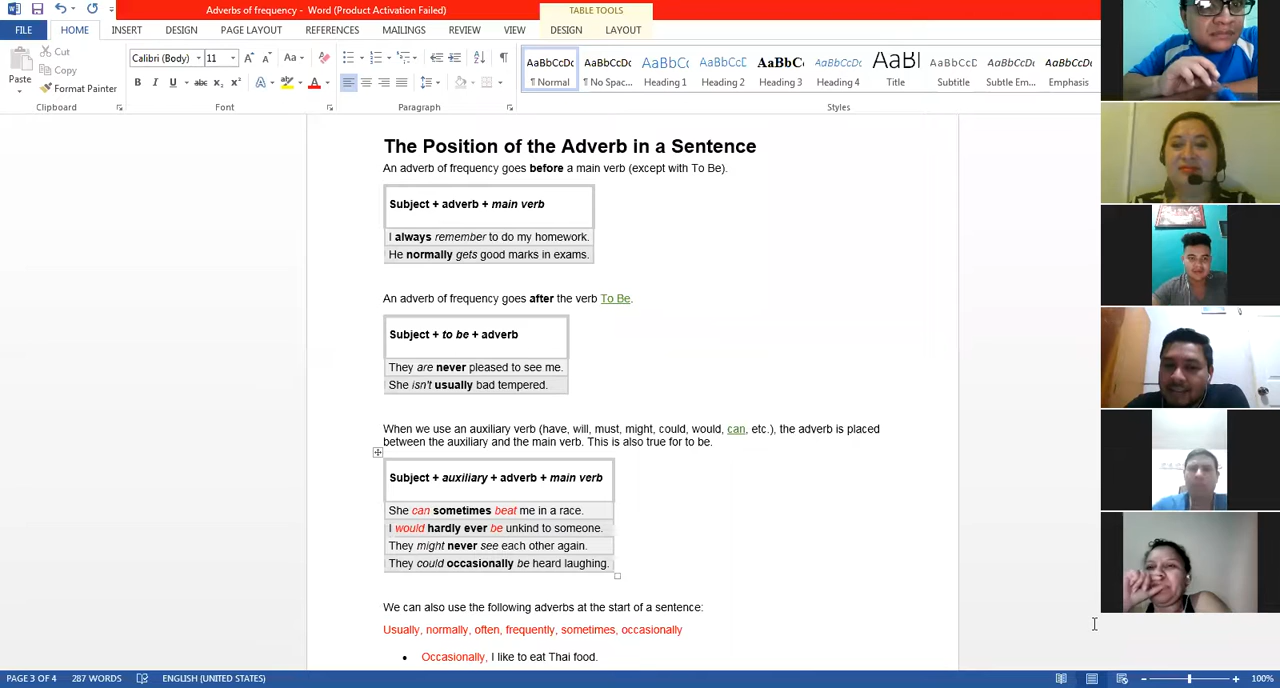 Adverbs of frequency - Word (Product Activation Failed)
TABLE TOOLS
FILE HOME INSERT DESIGN PAGE LAYOUT REFERENCES MAILINGS REVIEW VIEW DESIGN LAYOUT
Paste
Cut
Copy
Format Painter
Clipboard
Calibri (Body) 11
Font
Paragraph
AaBbCcDc AaBbCcDc AaBbCc AaBbCcD AaBbCc AaBbCcDc AaBl AaBbCcD AaBbCcDc AaBbCcDc
¶ Normal ¶ No Spac... Heading 1 Heading 2 Heading 3 Heading 4 Title Subtitle Subtle Em... Emphasis
Styles
The Position of the Adverb in a Sentence
An adverb of frequency goes before a main verb (except with To Be).
Subject + adverb + main verb
I always remember to do my homework.
He normally gets good marks in exams.
An adverb of frequency goes after the verb To Be.
Subject + to be + adverb
They are never pleased to see me.
She isn't usually bad tempered.
When we use an auxiliary verb (have, will, must, might, could, would, can, etc.), the adverb is placed
between the auxiliary and the main verb. This is also true for to be.
Subject + auxiliary + adverb + main verb
She can sometimes beat me in a race.
I would hardly ever be unkind to someone.
They might never see each other again.
They could occasionally be heard laughing.
We can also use the following adverbs at the start of a sentence:
Usually, normally, often, frequently, sometimes, occasionally
• Occasionally, I like to eat Thai food.
PAGE 3 OF 4 287 WORDS ENGLISH (UNITED STATES) 100%